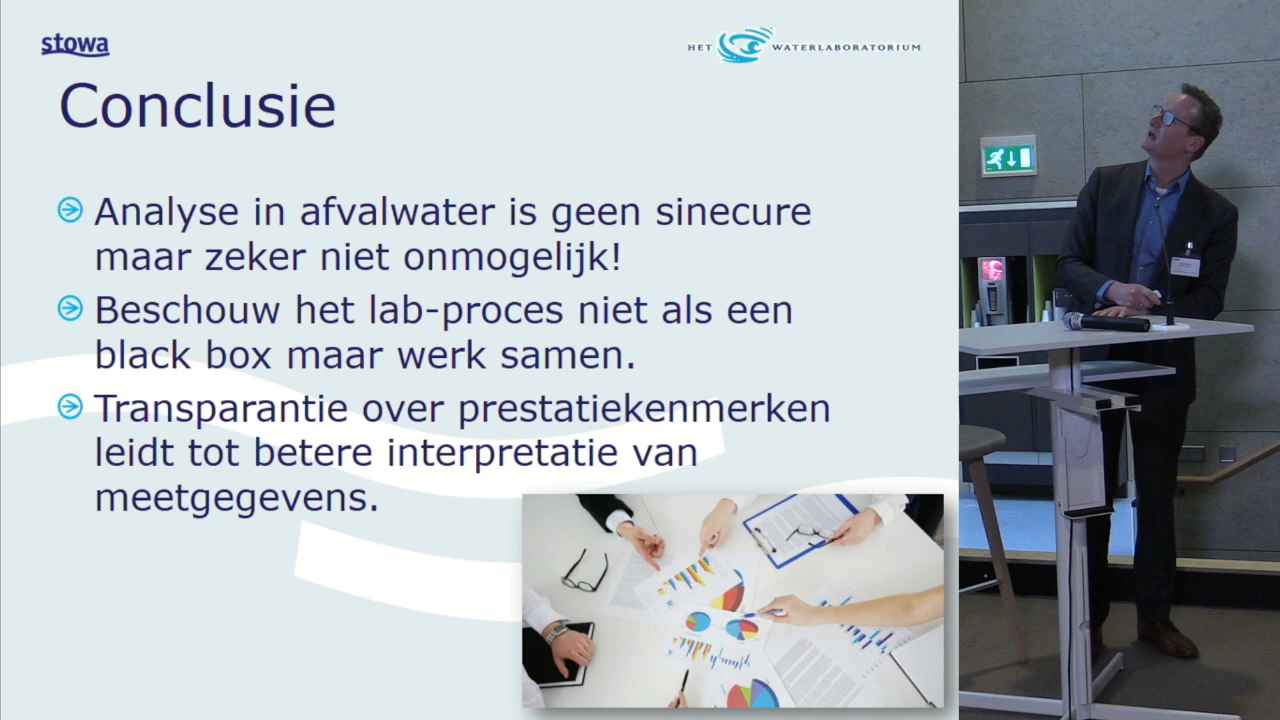 stowa
HET WATERLABORATORIUM
Conclusie
Analyse in afvalwater is geen sinecure
maar zeker niet onmogelijk!
Beschouw het lab-proces niet als een
black box maar werk samen.
Transparantie over prestatiekenmerken
leidt tot betere interpretatie van
meetgegevens.